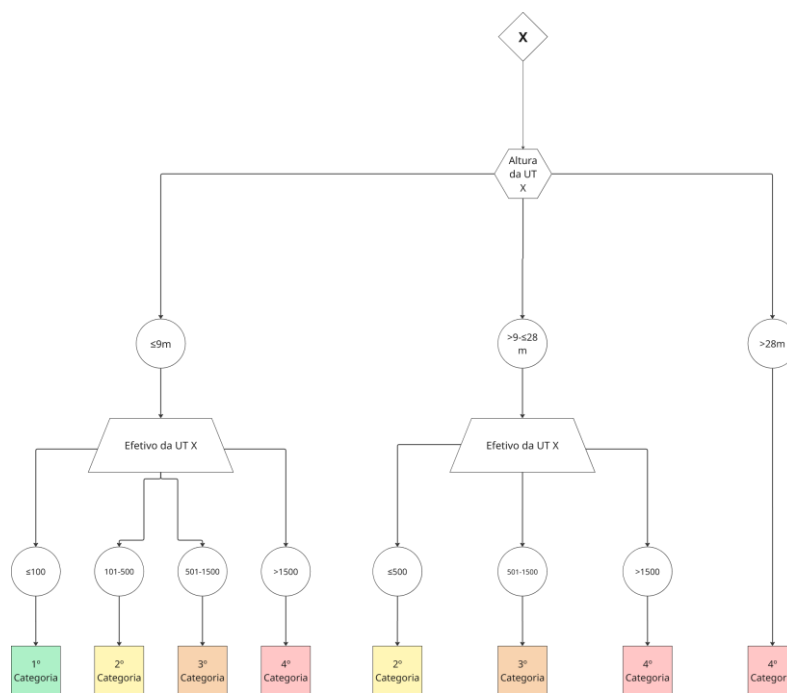 X
Altura
da UT
X
≤9m
>9-≤28
m
>28m
Efetivo da UT X
Efetivo da UT X
≤100
101-500
501-1500
>1500
≤500
501-1500
>1500
1º
Categoria
2º
Categoria
3º
Categoria
4º
Categoria
2º
Categoria
3º
Categoria
4º
Categoria
4º
Categor